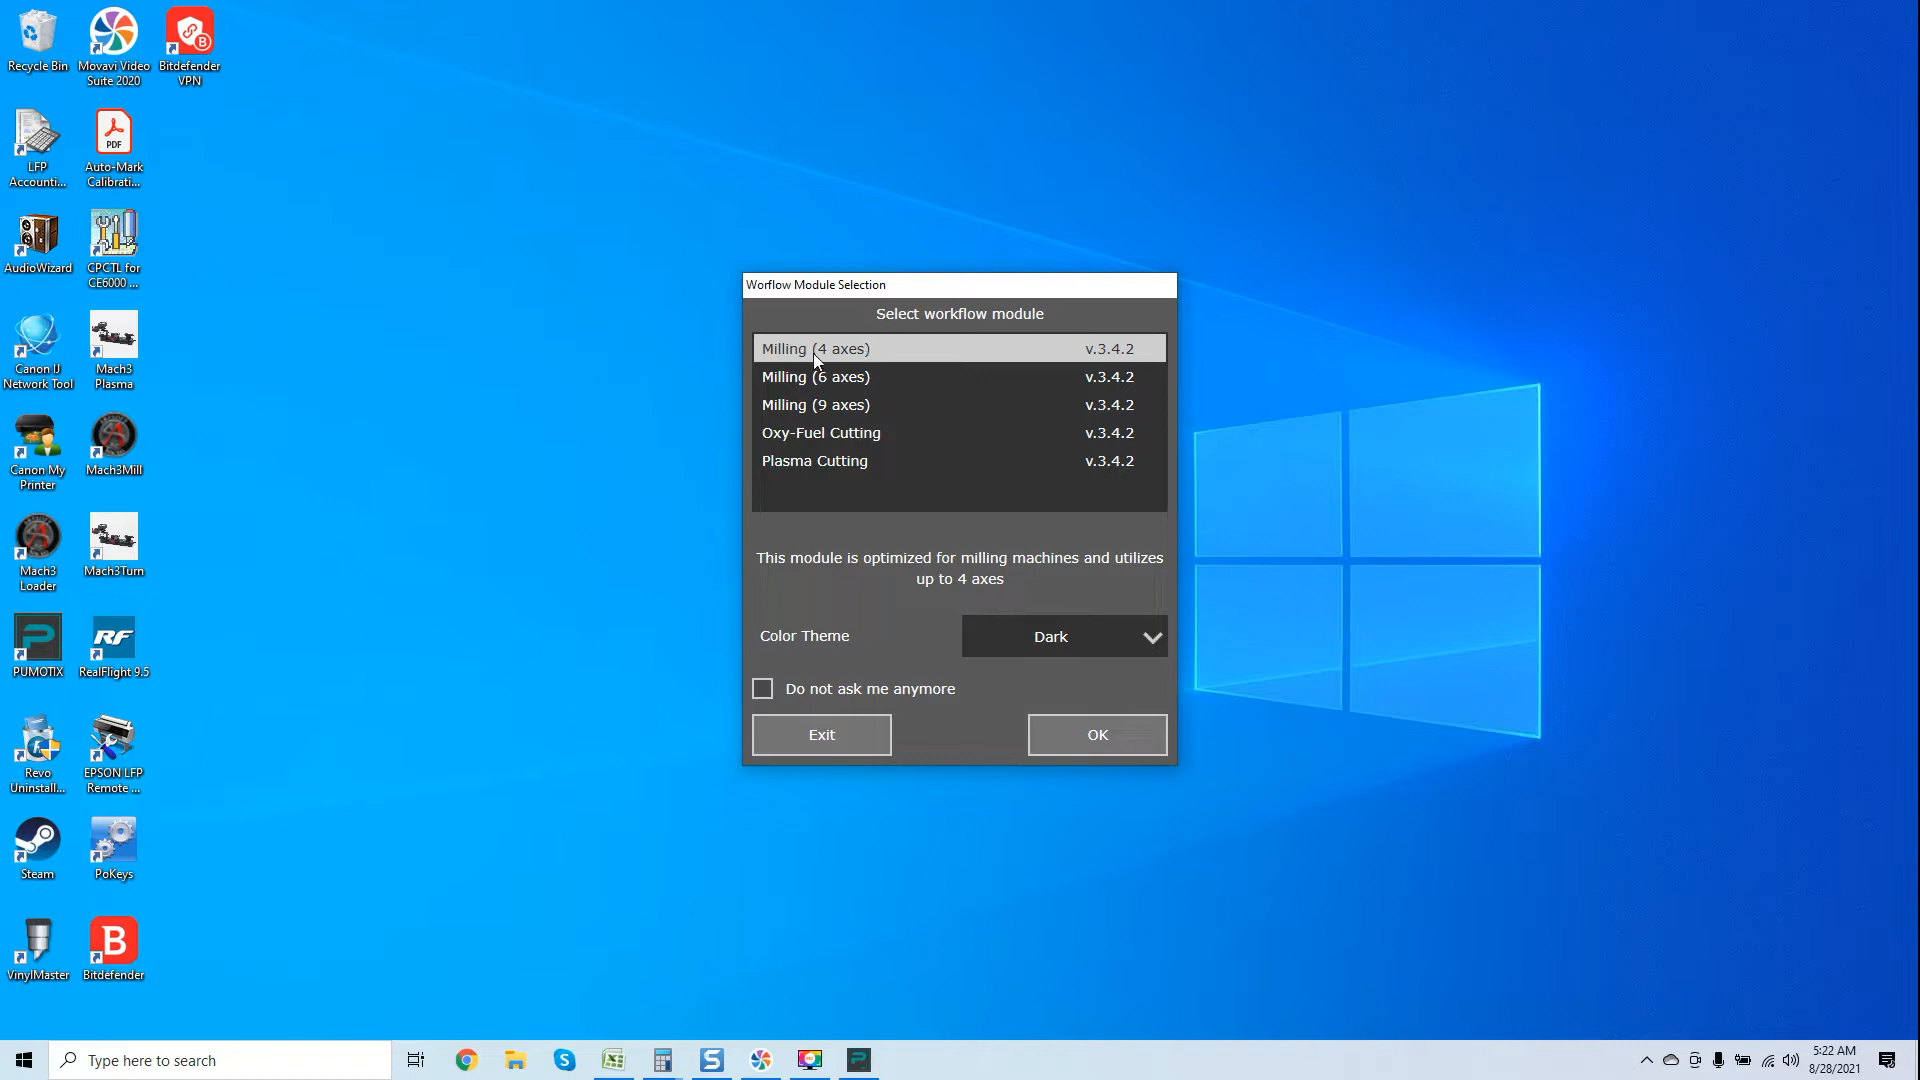 Recycle Bin
Movavi Video
Suite 2020
Bitdefender
VPN
LFP
Accounti...
PDF
Auto-Mark
Calibrati...
AudioWizard
CPCTL for
CE6000 ...
Canon IJ
Network Tool
Mach3
Plasma
Canon My
Printer
Mach3Mill
Mach3
Loader
Mach3Turn
PUMOTIX
RF
RealFlight 9.5
Revo
Uninstall...
EPSON LFP
Remote ...
Steam
PoKeys
VinylMaster
B
Bitdefender
Worflow Module Selection
Select workflow module
Milling (4 axes) v.3.4.2
Milling (6 axes) v.3.4.2
Milling (9 axes) v.3.4.2
Oxy-Fuel Cutting v.3.4.2
Plasma Cutting v.3.4.2
This module is optimized for milling machines and utilizes
up to 4 axes
Color Theme Dark
Do not ask me anymore
Exit OK
Type here to search
5:22 AM
8/28/2021